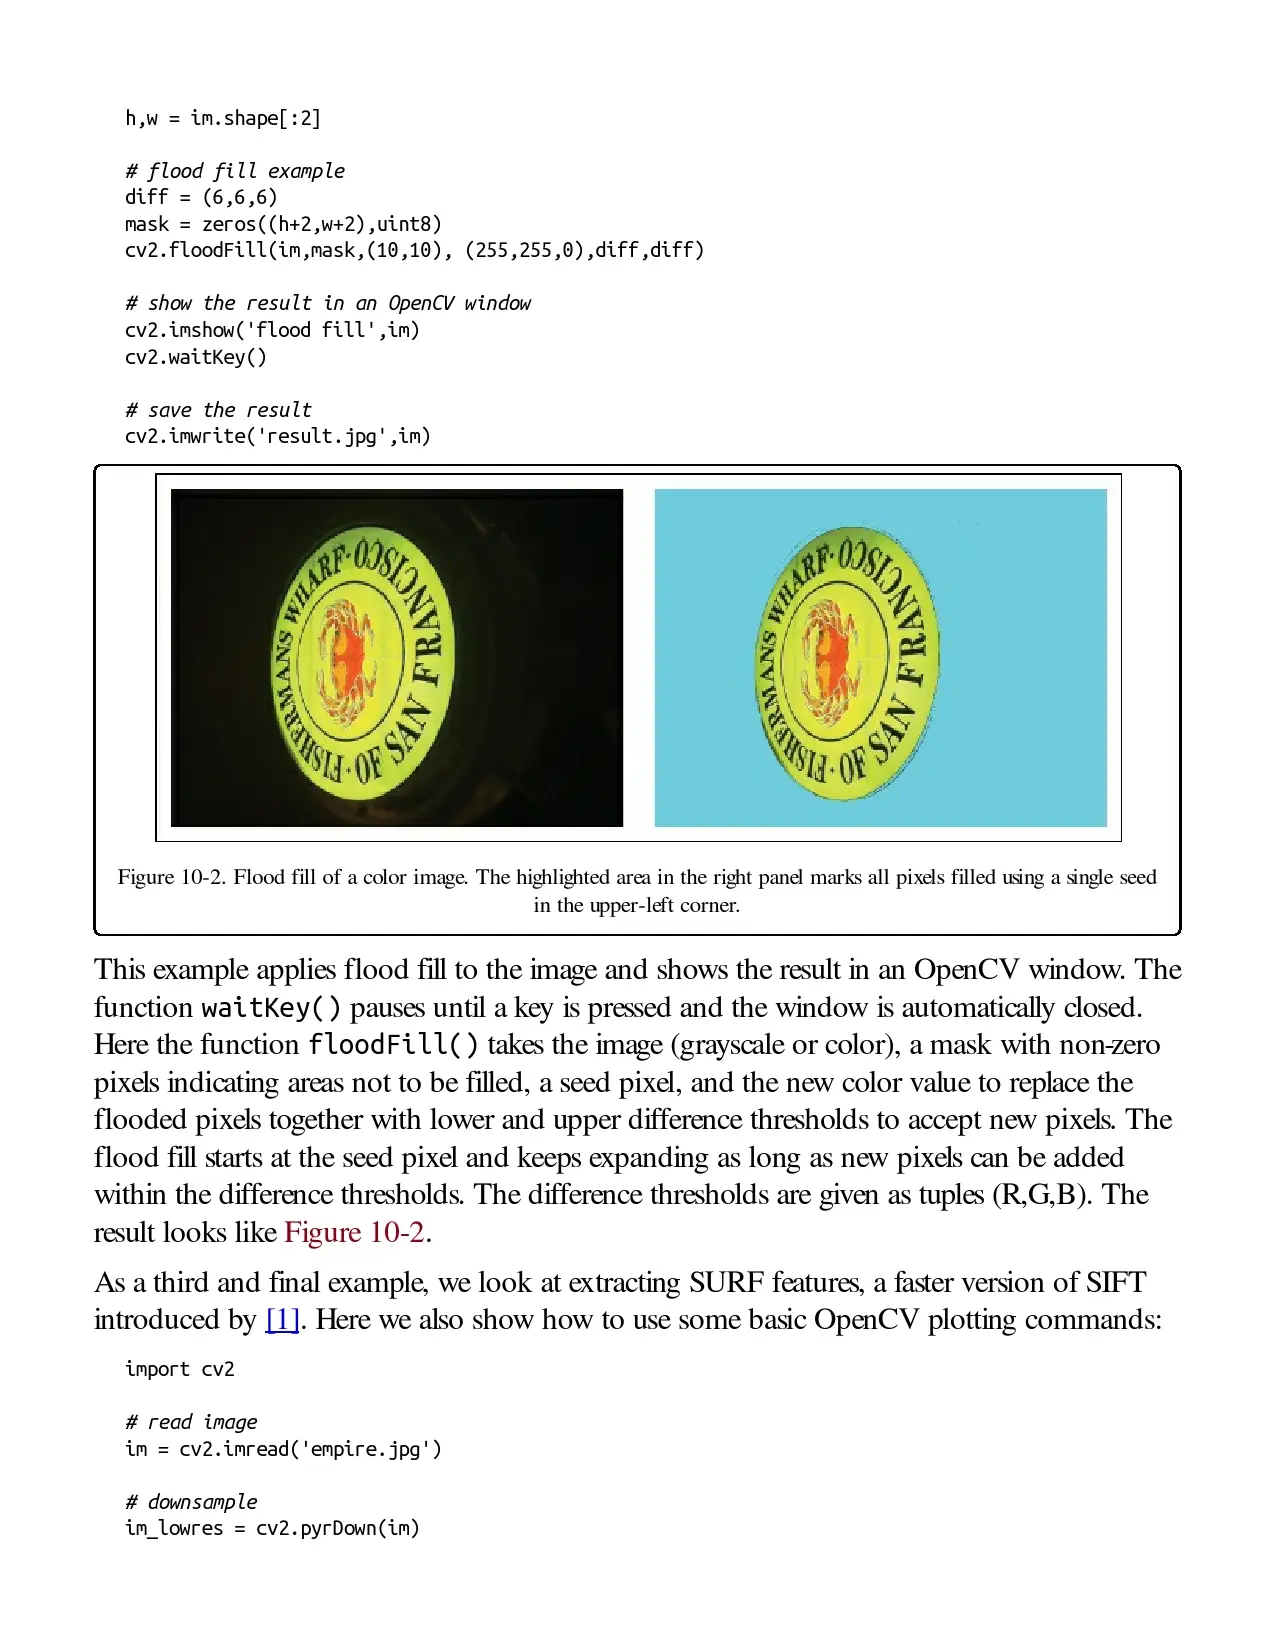 h,w = im.shape[:2]
# flood fill example
diff = (6,6,6)
mask = zeros((h+2,w+2),uint8)
cv2.floodFill(im,mask,(10,10), (255,255,0),diff,diff)
# show the result in an OpenCV window
cv2.imshow('flood fill',im)
cv2.waitKey()
# save the result
cv2.imwrite('result.jpg',im)
FISHERMANS WHARF · OF SAN FRANCISCO ·
FISHERMANS WHARF · OF SAN FRANCISCO ·
Figure 10-2. Flood fill of a color image. The highlighted area in the right panel marks all pixels filled using a single seed
in the upper-left corner.
This example applies flood fill to the image and shows the result in an OpenCV window. The
function waitKey() pauses until a key is pressed and the window is automatically closed.
Here the function floodFill() takes the image (grayscale or color), a mask with non-zero
pixels indicating areas not to be filled, a seed pixel, and the new color value to replace the
flooded pixels together with lower and upper difference thresholds to accept new pixels. The
flood fill starts at the seed pixel and keeps expanding as long as new pixels can be added
within the difference thresholds. The difference thresholds are given as tuples (R,G,B). The
result looks like Figure 10-2.
As a third and final example, we look at extracting SURF features, a faster version of SIFT
introduced by [1]. Here we also show how to use some basic OpenCV plotting commands:
import cv2
# read image
im = cv2.imread('empire.jpg')
# downsample
im_lowres = cv2.pyrDown(im)